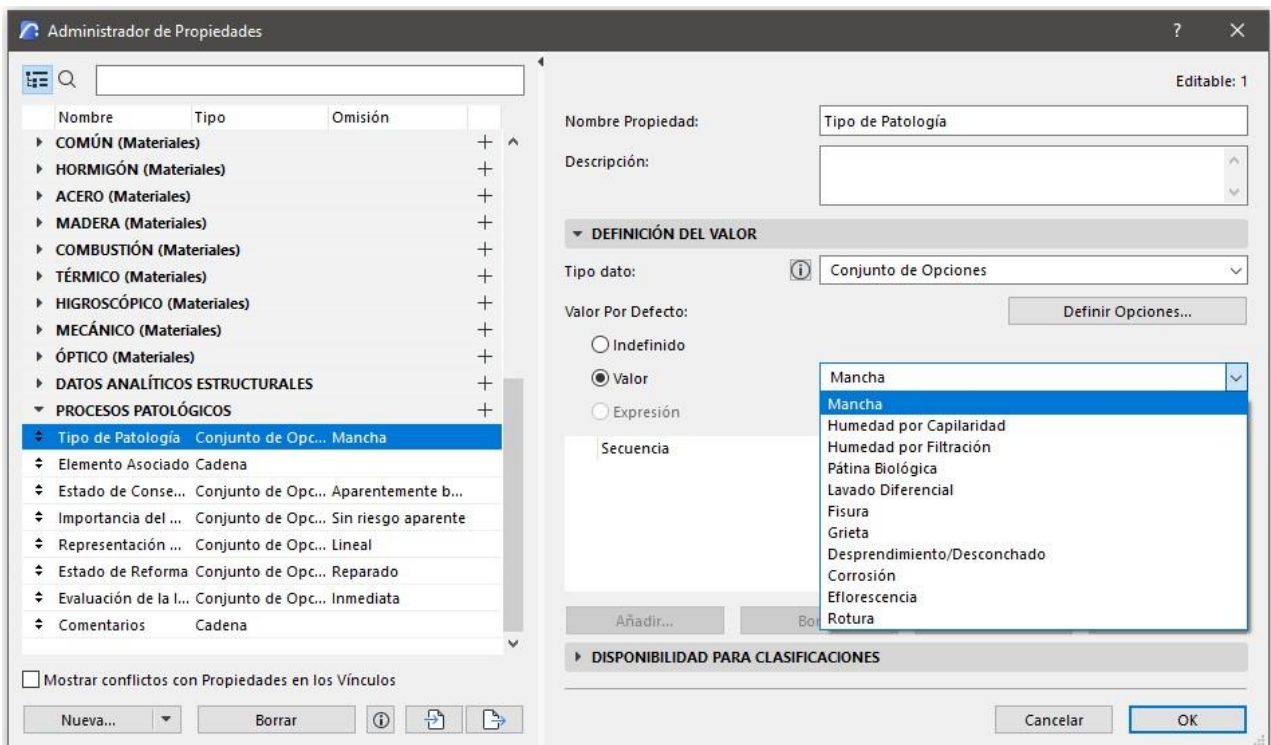 Administrador de Propiedades
Editable: 1
Nombre Tipo Omisión
COMÚN (Materiales)
HORMIGÓN (Materiales)
ACERO (Materiales)
MADERA (Materiales)
COMBUSTIÓN (Materiales)
TÉRMICO (Materiales)
HIGROSCÓPICO (Materiales)
MECÁNICO (Materiales)
ÓPTICO (Materiales)
DATOS ANALÍTICOS ESTRUCTURALES
PROCESOS PATOLÓGICOS
Tipo de Patología Conjunto de Opc... Mancha
Elemento Asociado Cadena
Estado de Conse... Conjunto de Opc... Aparentemente b...
Importancia del ... Conjunto de Opc... Sin riesgo aparente
Representación ... Conjunto de Opc... Lineal
Estado de Reforma Conjunto de Opc... Reparado
Evaluación de la I... Conjunto de Opc... Inmediata
Comentarios Cadena
Mostrar conflictos con Propiedades en los Vínculos
Nueva... Borrar
Nombre Propiedad: Tipo de Patología
Descripción:
DEFINICIÓN DEL VALOR
Tipo dato: Conjunto de Opciones
Valor Por Defecto: Definir Opciones...
Indefinido
Valor Mancha
Expresión
Secuencia
Mancha
Humedad por Capilaridad
Humedad por Filtración
Pátina Biológica
Lavado Diferencial
Fisura
Grieta
Desprendimiento/Desconchado
Corrosión
Eflorescencia
Rotura
Añadir... Bor
DISPONIBILIDAD PARA CLASIFICACIONES
Cancelar OK